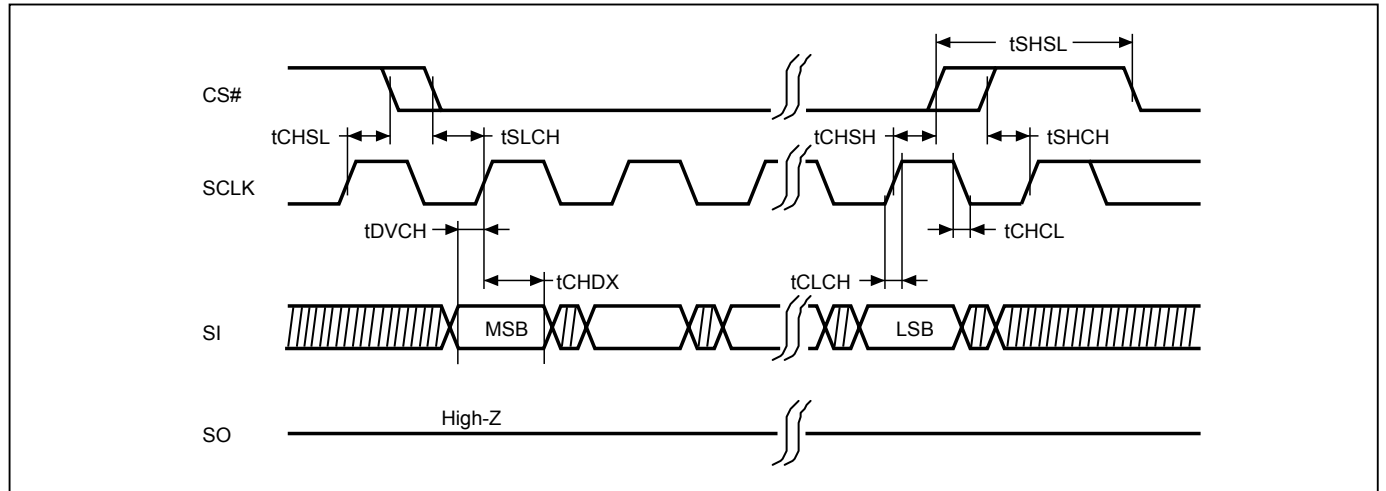 tSHSL
CS#
tCHSL
tSLCH
tCHSH
tSHCH
SCLK
tDVCH
tCHCL
tCHDX
tCLCH
SI
MSB
LSB
High-Z
SO